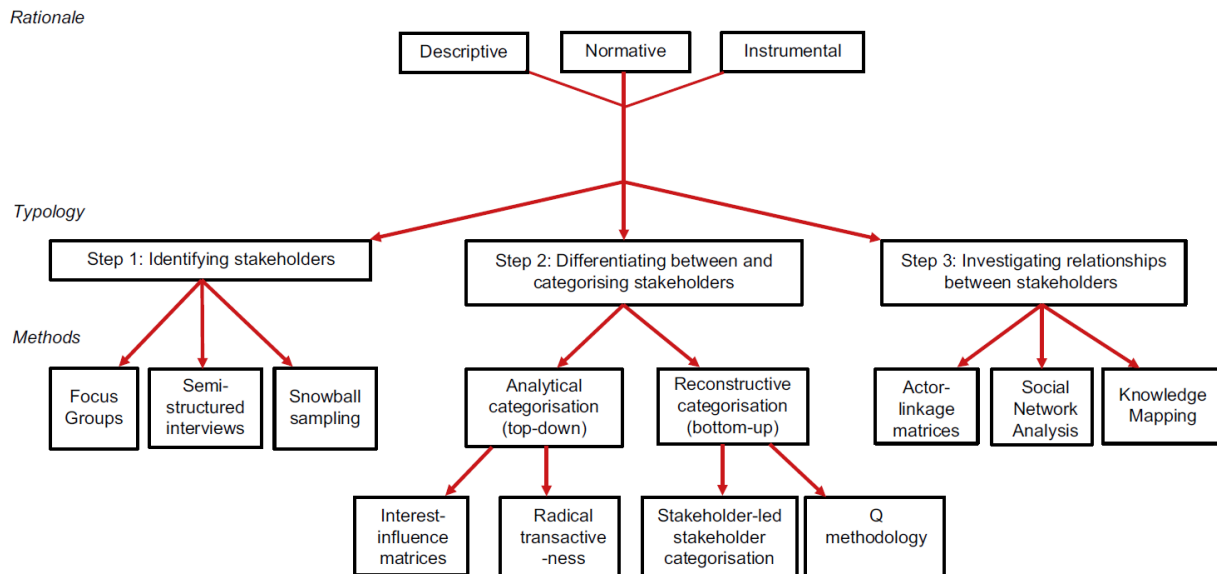 Rationale
Descriptive
Normative
Instrumental
Typology
Step 1: Identifying stakeholders
Step 2: Differentiating between and
categorising stakeholders
Step 3: Investigating relationships
between stakeholders
Methods
Focus
Groups
Semi-
structured
interviews
Snowball
sampling
Analytical
categorisation
(top-down)
Reconstructive
categorisation
(bottom-up)
Actor-
linkage
matrices
Social
Network
Analysis
Knowledge
Mapping
Interest-
influence
matrices
Radical
transactive
-ness
Stakeholder-led
stakeholder
categorisation
Q
methodology